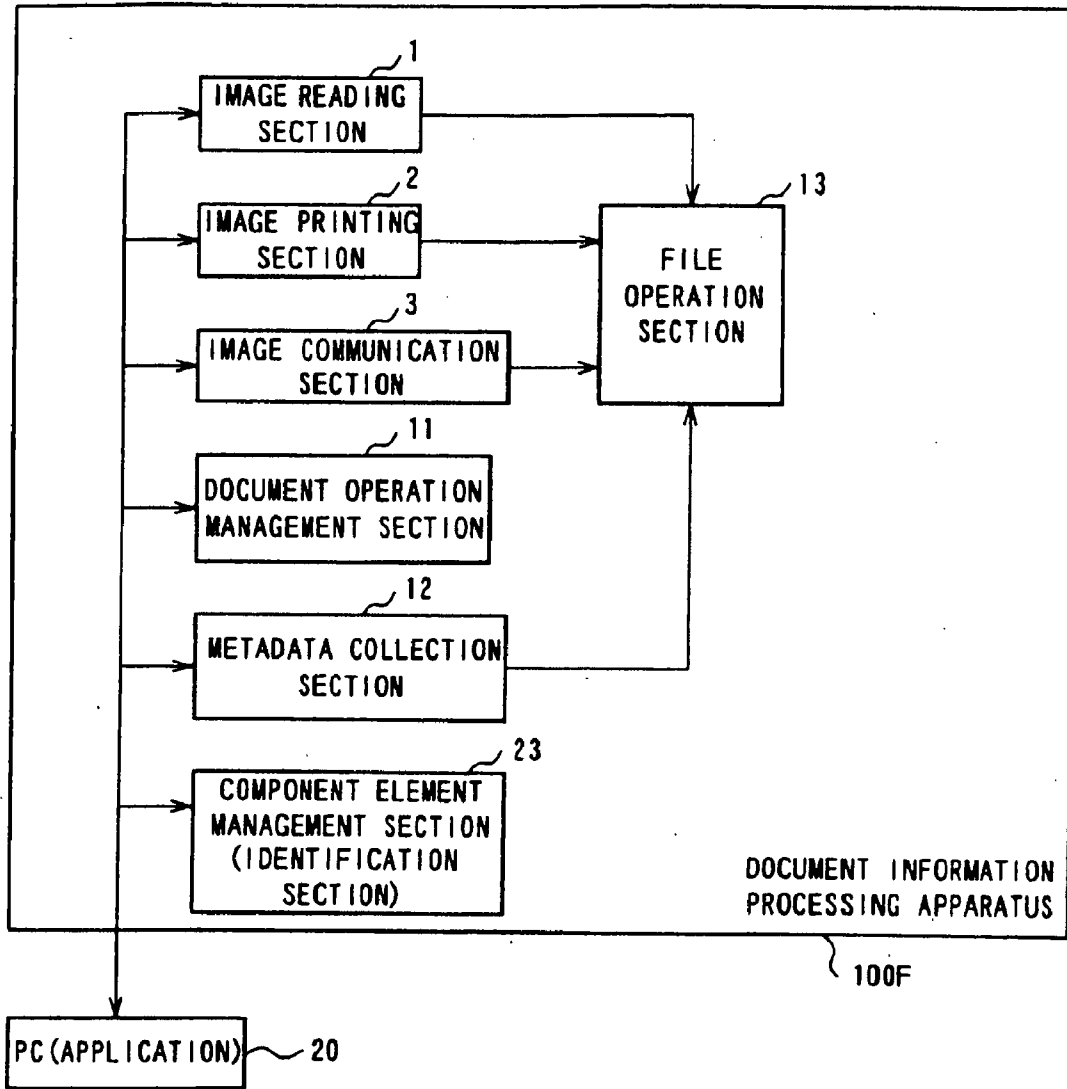 1
IMAGE READING
SECTION
2
IMAGE PRINTING
SECTION
13
FILE
OPERATION
SECTION
3
IMAGE COMMUNICATION
SECTION
11
DOCUMENT OPERATION
MANAGEMENT SECTION
12
METADATA COLLECTION
SECTION
23
COMPONENT ELEMENT
MANAGEMENT SECTION
(IDENTIFICATION
SECTION)
DOCUMENT INFORMATION
PROCESSING APPARATUS
100F
PC(APPLICATION)
20